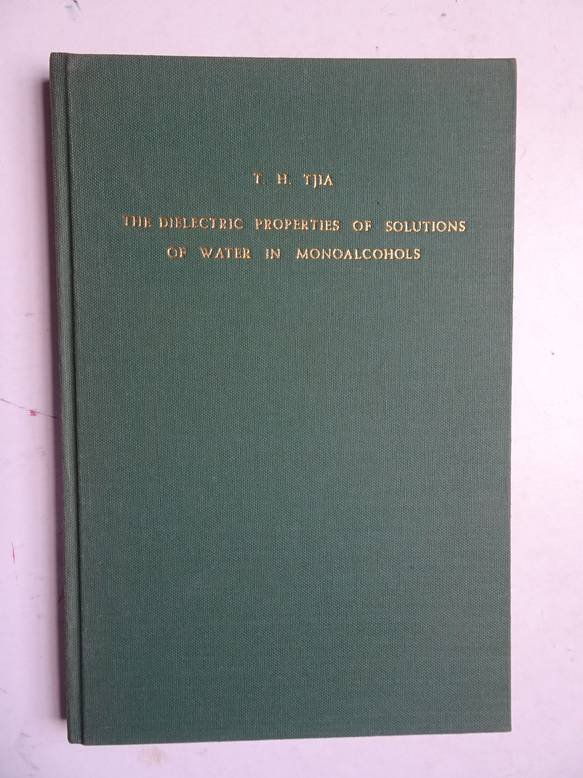 T. H. TJIA
THE DIELECTRIC PROPERTIES OF SOLUTIONS
OF WATER IN MONOALCOHOLS